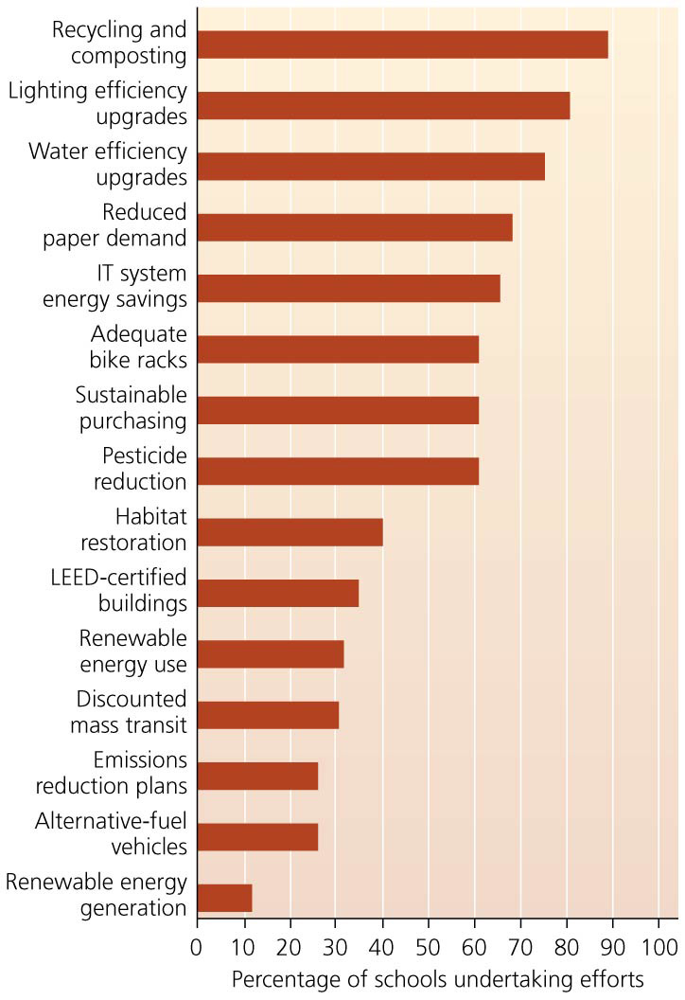 Recycling and
composting
Lighting efficiency
upgrades
Water efficiency
upgrades
Reduced
paper demand
IT system
energy savings
Adequate
bike racks
Sustainable
purchasing
Pesticide
reduction
Habitat
restoration
LEED-certified
buildings
Renewable
energy use
Discounted
mass transit
Emissions
reduction plans
Alternative-fuel
vehicles
Renewable energy
generation
0 10 20 30 40 50 60 70 80 90 100
Percentage of schools undertaking efforts